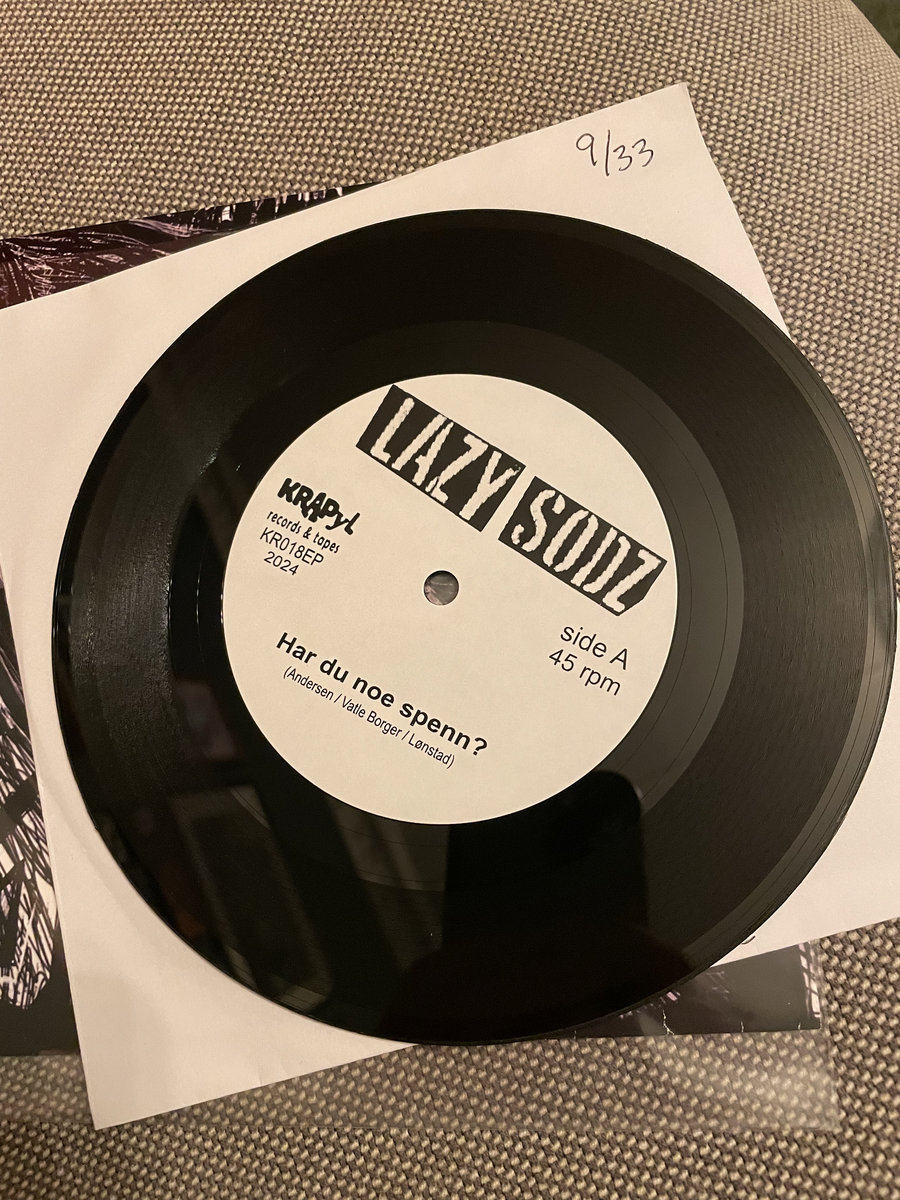 9/33
LAZY SODZ
KRAPyL
records & tapes
KR018EP
2024
side A
45 rpm
Har du noe spenn?
(Andersen / Vatle Borger / Lønstad)